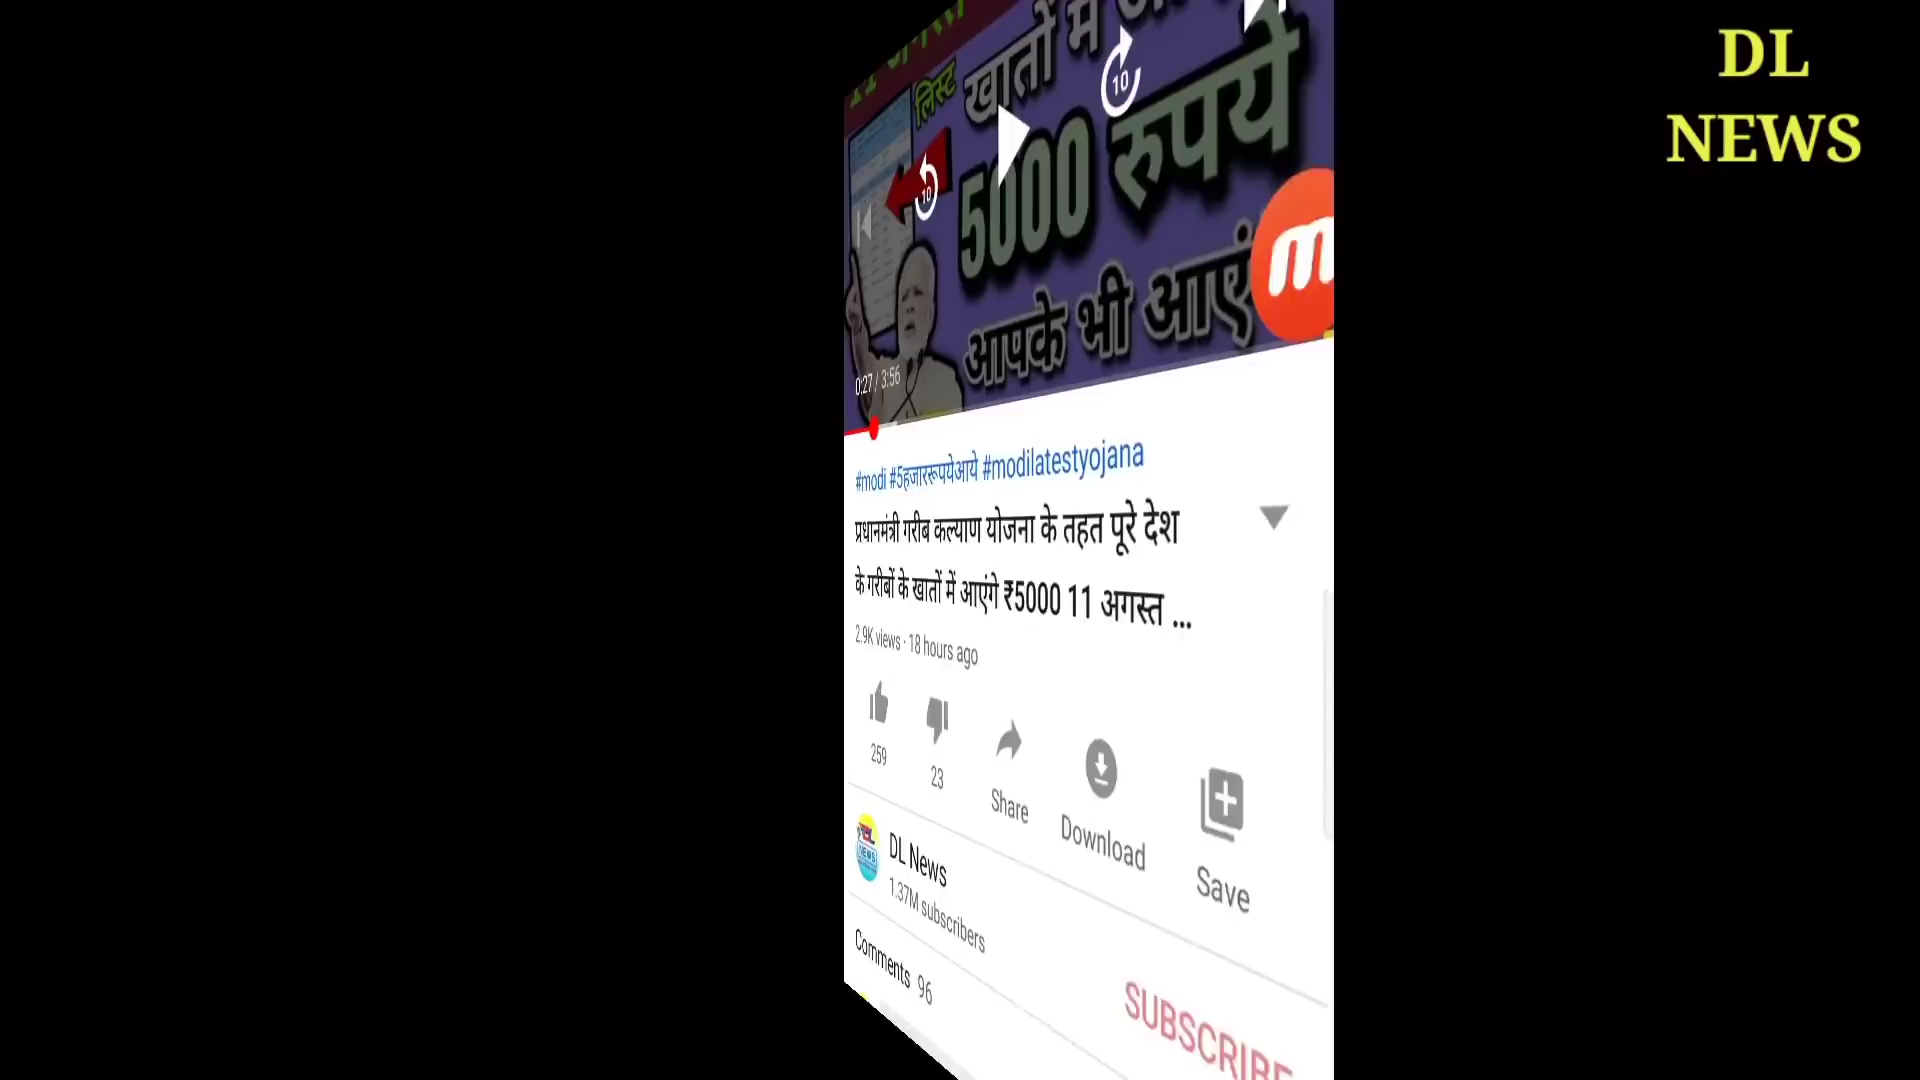 DL
NEWS
लिस्ट
खातों में
10
5000 रुपये
10
आपके भी आएं
m
0:27 / 3:56
#modi #5हजाररूपयेआये #modilatestyojana
प्रधानमंत्री गरीब कल्याण योजना के तहत पूरे देश
के गरीबों के खातों में आएंगे ₹5000 11 अगस्त ...
2.9K views · 18 hours ago
259
23
Share
Download
Save
DL News
1.37M subscribers
Comments 96
SUBSCRIBE